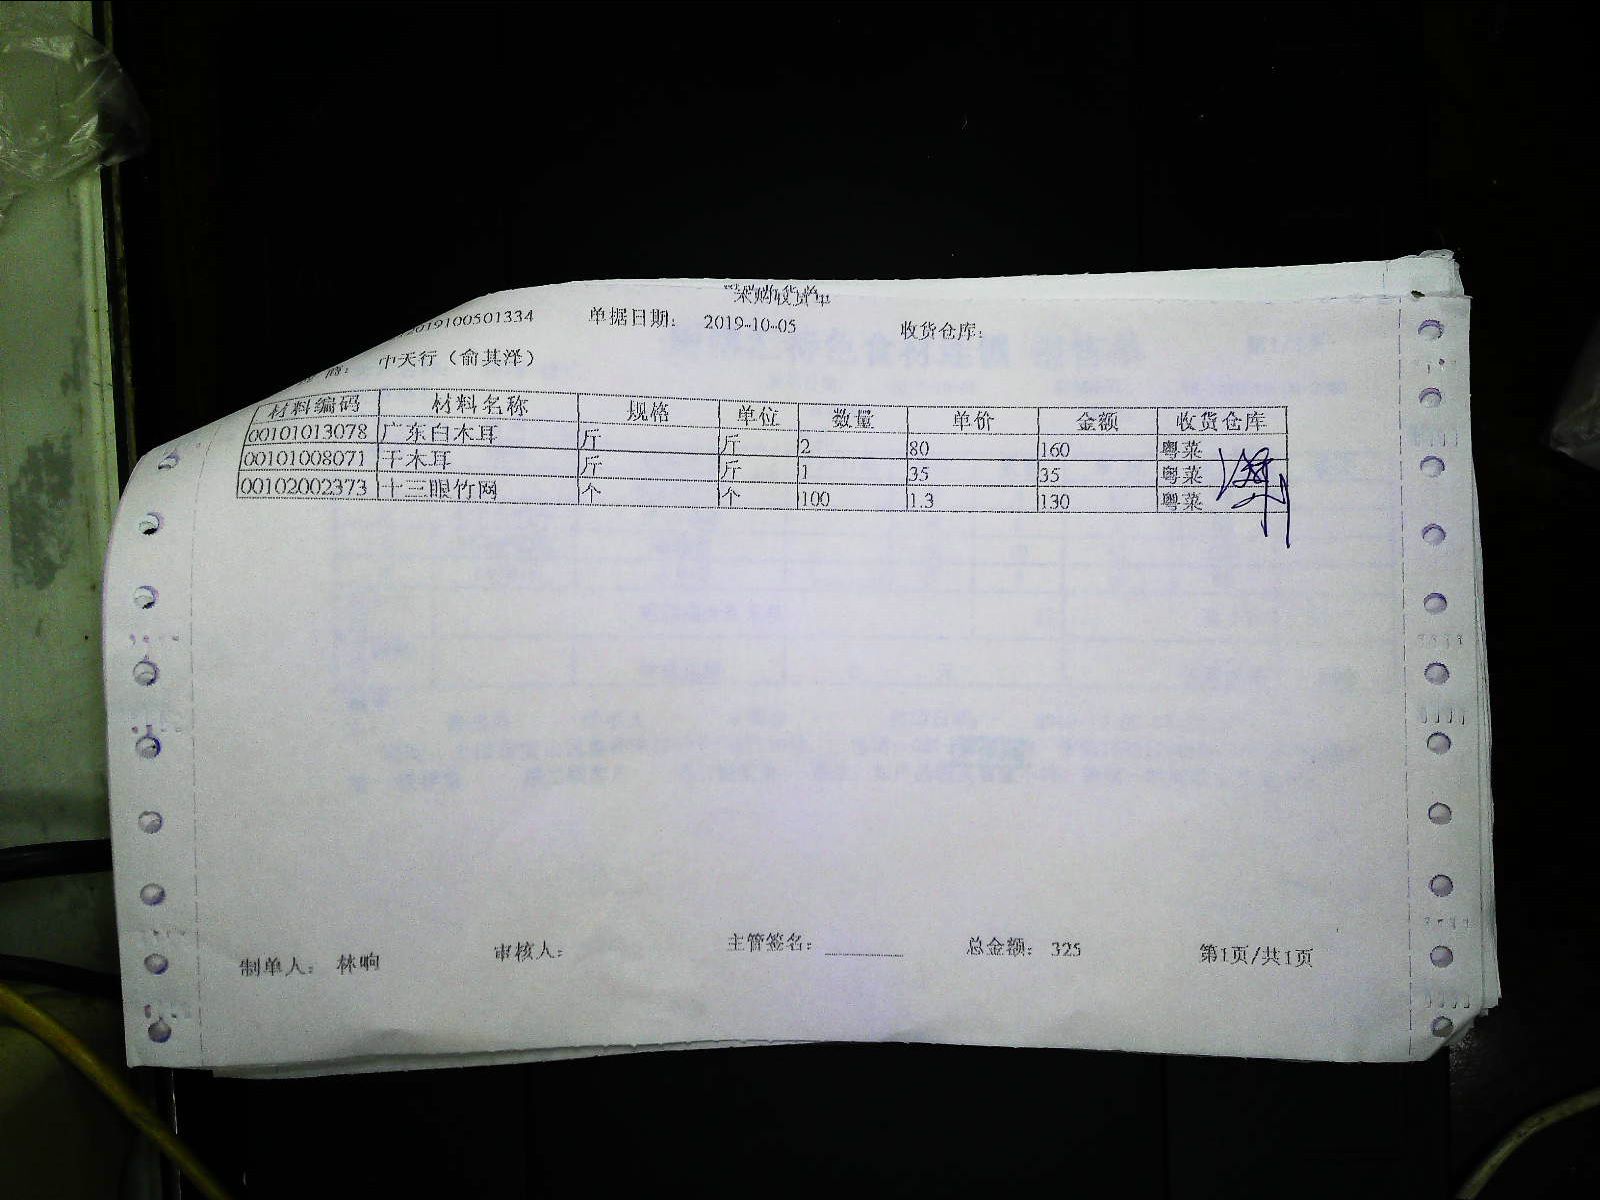 采购收货单
2019100501334 单据日期: 2019-10-05 收货仓库:
商: 中天行(俞其泽)
材料编码 材料名称 规格 单位 数量 单价 金额 收货仓库
00101013078 广东白木耳 斤 斤 2 80 160 粤菜
00101008071 干木耳 斤 斤 1 35 35 粤菜
00102002373 十三眼竹网 个 个 100 1.3 130 粤菜
制单人: 林响 审核人: 主管签名: 总金额: 325 第1页/共1页